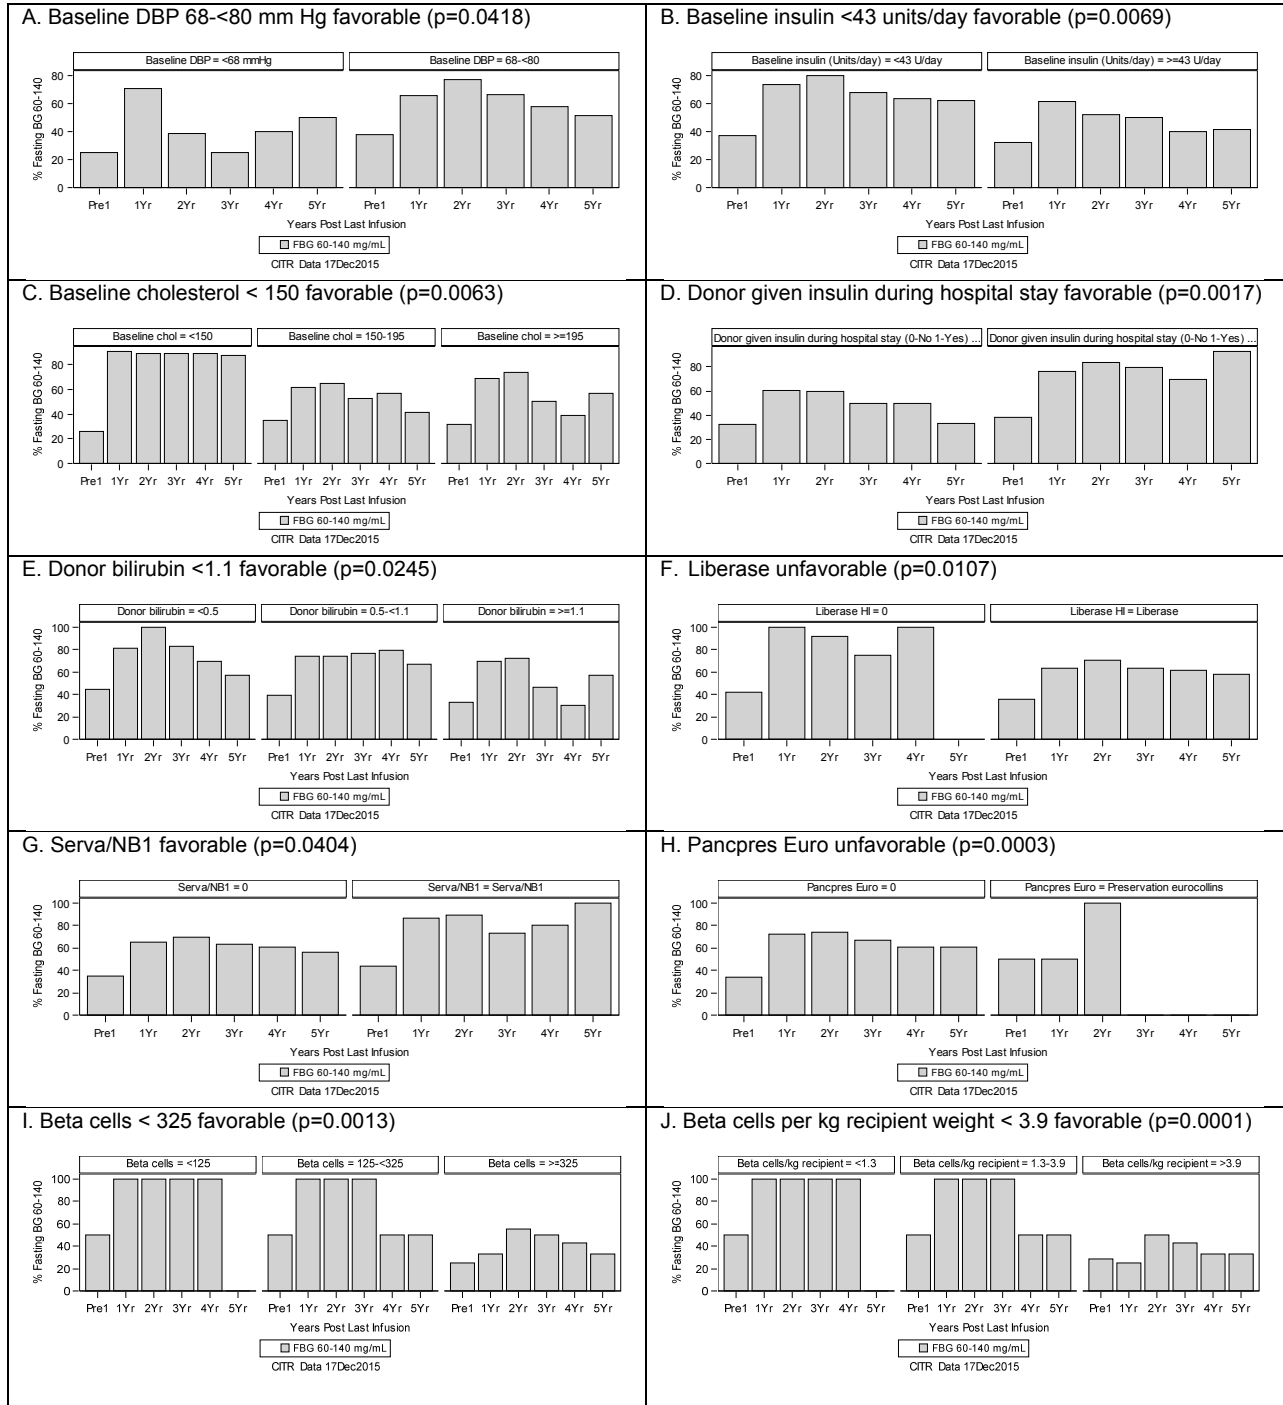 A. Baseline DBP 68-<80 mm Hg favorable (p=0.0418)
Baseline DBP = <68 mmHg
Baseline DBP = 68-<80
% Fasting BG 60-140
80
60
40
20
0
Pre1 1Yr 2Yr 3Yr 4Yr 5Yr Pre1 1Yr 2Yr 3Yr 4Yr 5Yr
Years Post Last Infusion
FBG 60-140 mg/mL
CITR Data 17Dec2015
B. Baseline insulin <43 units/day favorable (p=0.0069)
Baseline insulin (Units/day) = <43 U/day
Baseline insulin (Units/day) = >=43 U/day
% Fasting BG 60-140
80
60
40
20
0
Pre1 1Yr 2Yr 3Yr 4Yr 5Yr Pre1 1Yr 2Yr 3Yr 4Yr 5Yr
Years Post Last Infusion
FBG 60-140 mg/mL
CITR Data 17Dec2015
C. Baseline cholesterol < 150 favorable (p=0.0063)
Baseline chol = <150
Baseline chol = 150-195
Baseline chol = >=195
% Fasting BG 60-140
80
60
40
20
0
Pre1 1Yr 2Yr 3Yr 4Yr 5Yr Pre1 1Yr 2Yr 3Yr 4Yr 5Yr Pre1 1Yr 2Yr 3Yr 4Yr 5Yr
Years Post Last Infusion
FBG 60-140 mg/mL
CITR Data 17Dec2015
D. Donor given insulin during hospital stay favorable (p=0.0017)
Donor given insulin during hospital stay (0-No 1-Yes) ...
Donor given insulin during hospital stay (0-No 1-Yes) ...
% Fasting BG 60-140
80
60
40
20
0
Pre1 1Yr 2Yr 3Yr 4Yr 5Yr Pre1 1Yr 2Yr 3Yr 4Yr 5Yr
Years Post Last Infusion
FBG 60-140 mg/mL
CITR Data 17Dec2015
E. Donor bilirubin <1.1 favorable (p=0.0245)
Donor bilirubin = <0.5
Donor bilirubin = 0.5-<1.1
Donor bilirubin = >=1.1
% Fasting BG 60-140
100
80
60
40
20
0
Pre1 1Yr 2Yr 3Yr 4Yr 5Yr Pre1 1Yr 2Yr 3Yr 4Yr 5Yr Pre1 1Yr 2Yr 3Yr 4Yr 5Yr
Years Post Last Infusion
FBG 60-140 mg/mL
CITR Data 17Dec2015
F. Liberase unfavorable (p=0.0107)
Liberase HI = 0
Liberase HI = Liberase
% Fasting BG 60-140
100
80
60
40
20
0
Pre1 1Yr 2Yr 3Yr 4Yr 5Yr Pre1 1Yr 2Yr 3Yr 4Yr 5Yr
Years Post Last Infusion
FBG 60-140 mg/mL
CITR Data 17Dec2015
G. Serva/NB1 favorable (p=0.0404)
Serva/NB1 = 0
Serva/NB1 = Serva/NB1
% Fasting BG 60-140
100
80
60
40
20
0
Pre1 1Yr 2Yr 3Yr 4Yr 5Yr Pre1 1Yr 2Yr 3Yr 4Yr 5Yr
Years Post Last Infusion
FBG 60-140 mg/mL
CITR Data 17Dec2015
H. Pancpres Euro unfavorable (p=0.0003)
Pancpres Euro = 0
Pancpres Euro = Preservation eurocollins
% Fasting BG 60-140
100
80
60
40
20
0
Pre1 1Yr 2Yr 3Yr 4Yr 5Yr Pre1 1Yr 2Yr 3Yr 4Yr 5Yr
Years Post Last Infusion
FBG 60-140 mg/mL
CITR Data 17Dec2015
I. Beta cells < 325 favorable (p=0.0013)
Beta cells = <125
Beta cells = 125-<325
Beta cells = >=325
% Fasting BG 60-140
100
80
60
40
20
0
Pre1 1Yr 2Yr 3Yr 4Yr 5Yr Pre1 1Yr 2Yr 3Yr 4Yr 5Yr Pre1 1Yr 2Yr 3Yr 4Yr 5Yr
Years Post Last Infusion
FBG 60-140 mg/mL
CITR Data 17Dec2015
J. Beta cells per kg recipient weight < 3.9 favorable (p=0.0001)
Beta cells/kg recipient = <1.3
Beta cells/kg recipient = 1.3-3.9
Beta cells/kg recipient = >3.9
% Fasting BG 60-140
100
80
60
40
20
0
Pre1 1Yr 2Yr 3Yr 4Yr 5Yr Pre1 1Yr 2Yr 3Yr 4Yr 5Yr Pre1 1Yr 2Yr 3Yr 4Yr 5Yr
Years Post Last Infusion
FBG 60-140 mg/mL
CITR Data 17Dec2015